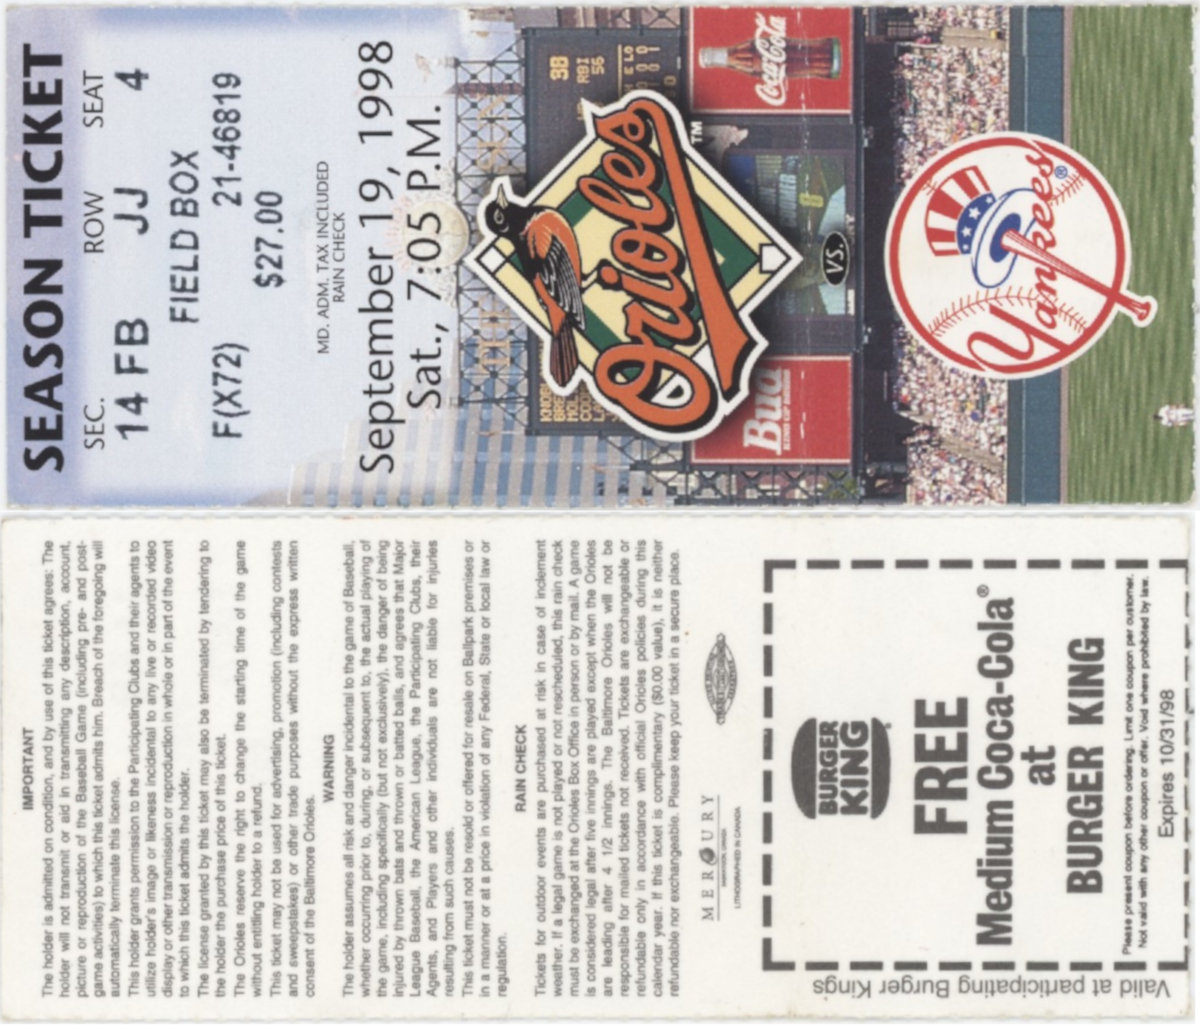 SEASON TICKET
SEC. ROW SEAT
14 FB JJ 4
FIELD BOX
F(X72) 21-46819
$27.00
MD. ADM. TAX INCLUDED
RAIN CHECK
September 19, 1998
Sat., 7:05 P.M.
38
RBI
56
Coca-Cola
Orioles
TM
VS.
Bud
KING OF BEERS
Yankees
®
IMPORTANT
The holder is admitted on condition, and by use of this ticket agrees: The
holder will not transmit or aid in transmitting any description, account,
picture or reproduction of the Baseball Game (including pre- and post-
game activities) to which this ticket admits him. Breach of the foregoing will
automatically terminate this license.
This holder grants permission to the Participating Clubs and their agents to
utilize holder's image or likeness incidental to any live or recorded video
display or other transmission or reproduction in whole or in part of the event
to which this ticket admits the holder.
The license granted by this ticket may also be terminated by tendering to
the holder the purchase price of this ticket.
The Orioles reserve the right to change the starting time of the game
without entitling holder to a refund.
This ticket may not be used for advertising, promotion (including contests
and sweepstakes) or other trade purposes without the express written
consent of the Baltimore Orioles.
WARNING
The holder assumes all risk and danger incidental to the game of Baseball,
whether occurring prior to, during, or subsequent to, the actual playing of
the game, including specifically (but not exclusively), the danger of being
injured by thrown bats and thrown or batted balls, and agrees that Major
League Baseball, the American League, the Participating Clubs, their
Agents, and Players and other individuals are not liable for injuries
resulting from such causes.
This ticket must not be resold or offered for resale on Ballpark premises or
in a manner or at a price in violation of any Federal, State or local law or
regulation.
RAIN CHECK
Tickets for outdoor events are purchased at risk in case of inclement
weather. If a legal game is not played or not rescheduled, this rain check
must be exchanged at the Orioles Box Office in person or by mail. A game
is considered legal after five innings are played except when the Orioles
are leading after 4 1/2 innings. The Baltimore Orioles will not be
responsible for mailed tickets not received. Tickets are exchangeable or
refundable only in accordance with official Orioles policies during this
calendar year. If this ticket is complimentary ($0.00 value), it is neither
refundable nor exchangeable. Please keep your ticket in a secure place.
MERCURY
LITHOGRAPHED IN CANADA
BURGER
KING
®
FREE
Medium Coca-Cola®
at
BURGER KING
Please present coupon before ordering. Limit one coupon per customer.
Not valid with any other coupon or offer. Void where prohibited by law.
Expires 10/31/98
Valid at participating Burger Kings